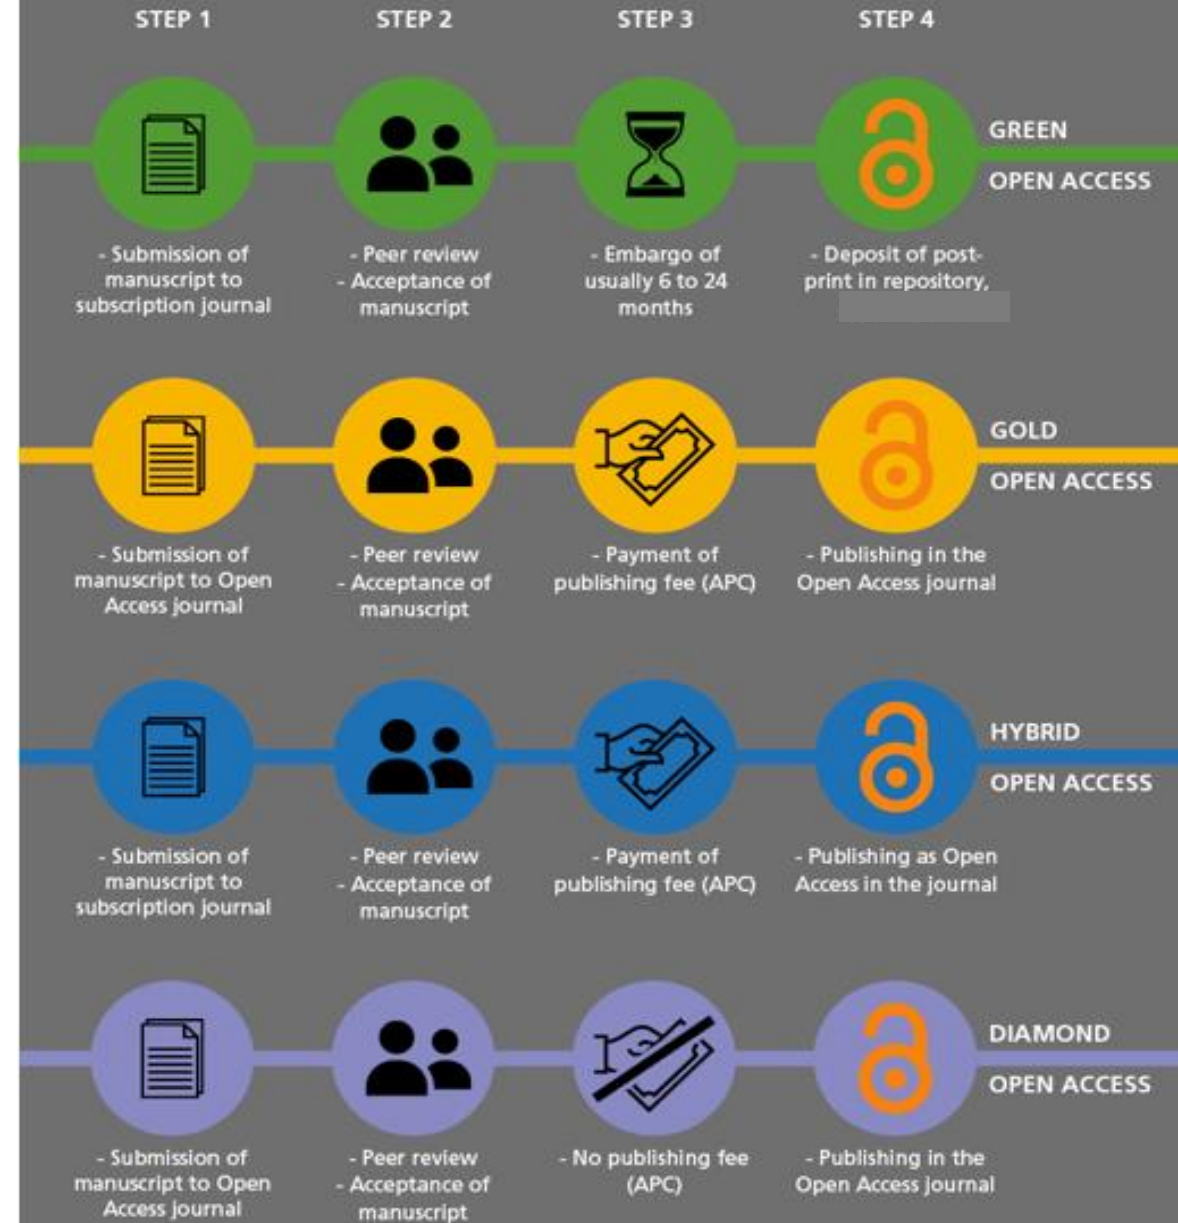 STEP 1
STEP 2
STEP 3
STEP 4
GREEN
OPEN ACCESS
- Submission of
manuscript to
subscription journal
- Peer review
- Acceptance of
manuscript
- Embargo of
usually 6 to 24
months
- Deposit of post-
print in repository,
GOLD
OPEN ACCESS
- Submission of
manuscript to Open
Access journal
- Peer review
- Acceptance of
manuscript
- Payment of
publishing fee (APC)
- Publishing in the
Open Access journal
HYBRID
OPEN ACCESS
- Submission of
manuscript to
subscription journal
- Peer review
- Acceptance of
manuscript
- Payment of
publishing fee (APC)
- Publishing as Open
Access in the journal
DIAMOND
OPEN ACCESS
- Submission of
manuscript to Open
Access journal
- Peer review
- Acceptance of
manuscript
- No publishing fee
(APC)
- Publishing in the
Open Access journal